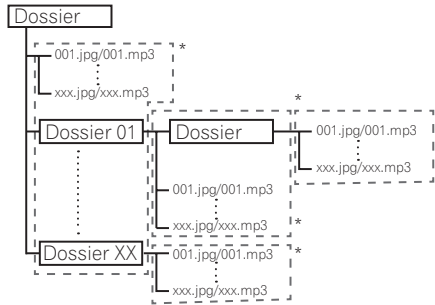 Dossier
*
001.jpg/001.mp3
xxx.jpg/xxx.mp3
*
Dossier 01
Dossier
001.jpg/001.mp3
xxx.jpg/xxx.mp3
001.jpg/001.mp3
xxx.jpg/xxx.mp3
*
Dossier XX
001.jpg/001.mp3
*
xxx.jpg/xxx.mp3